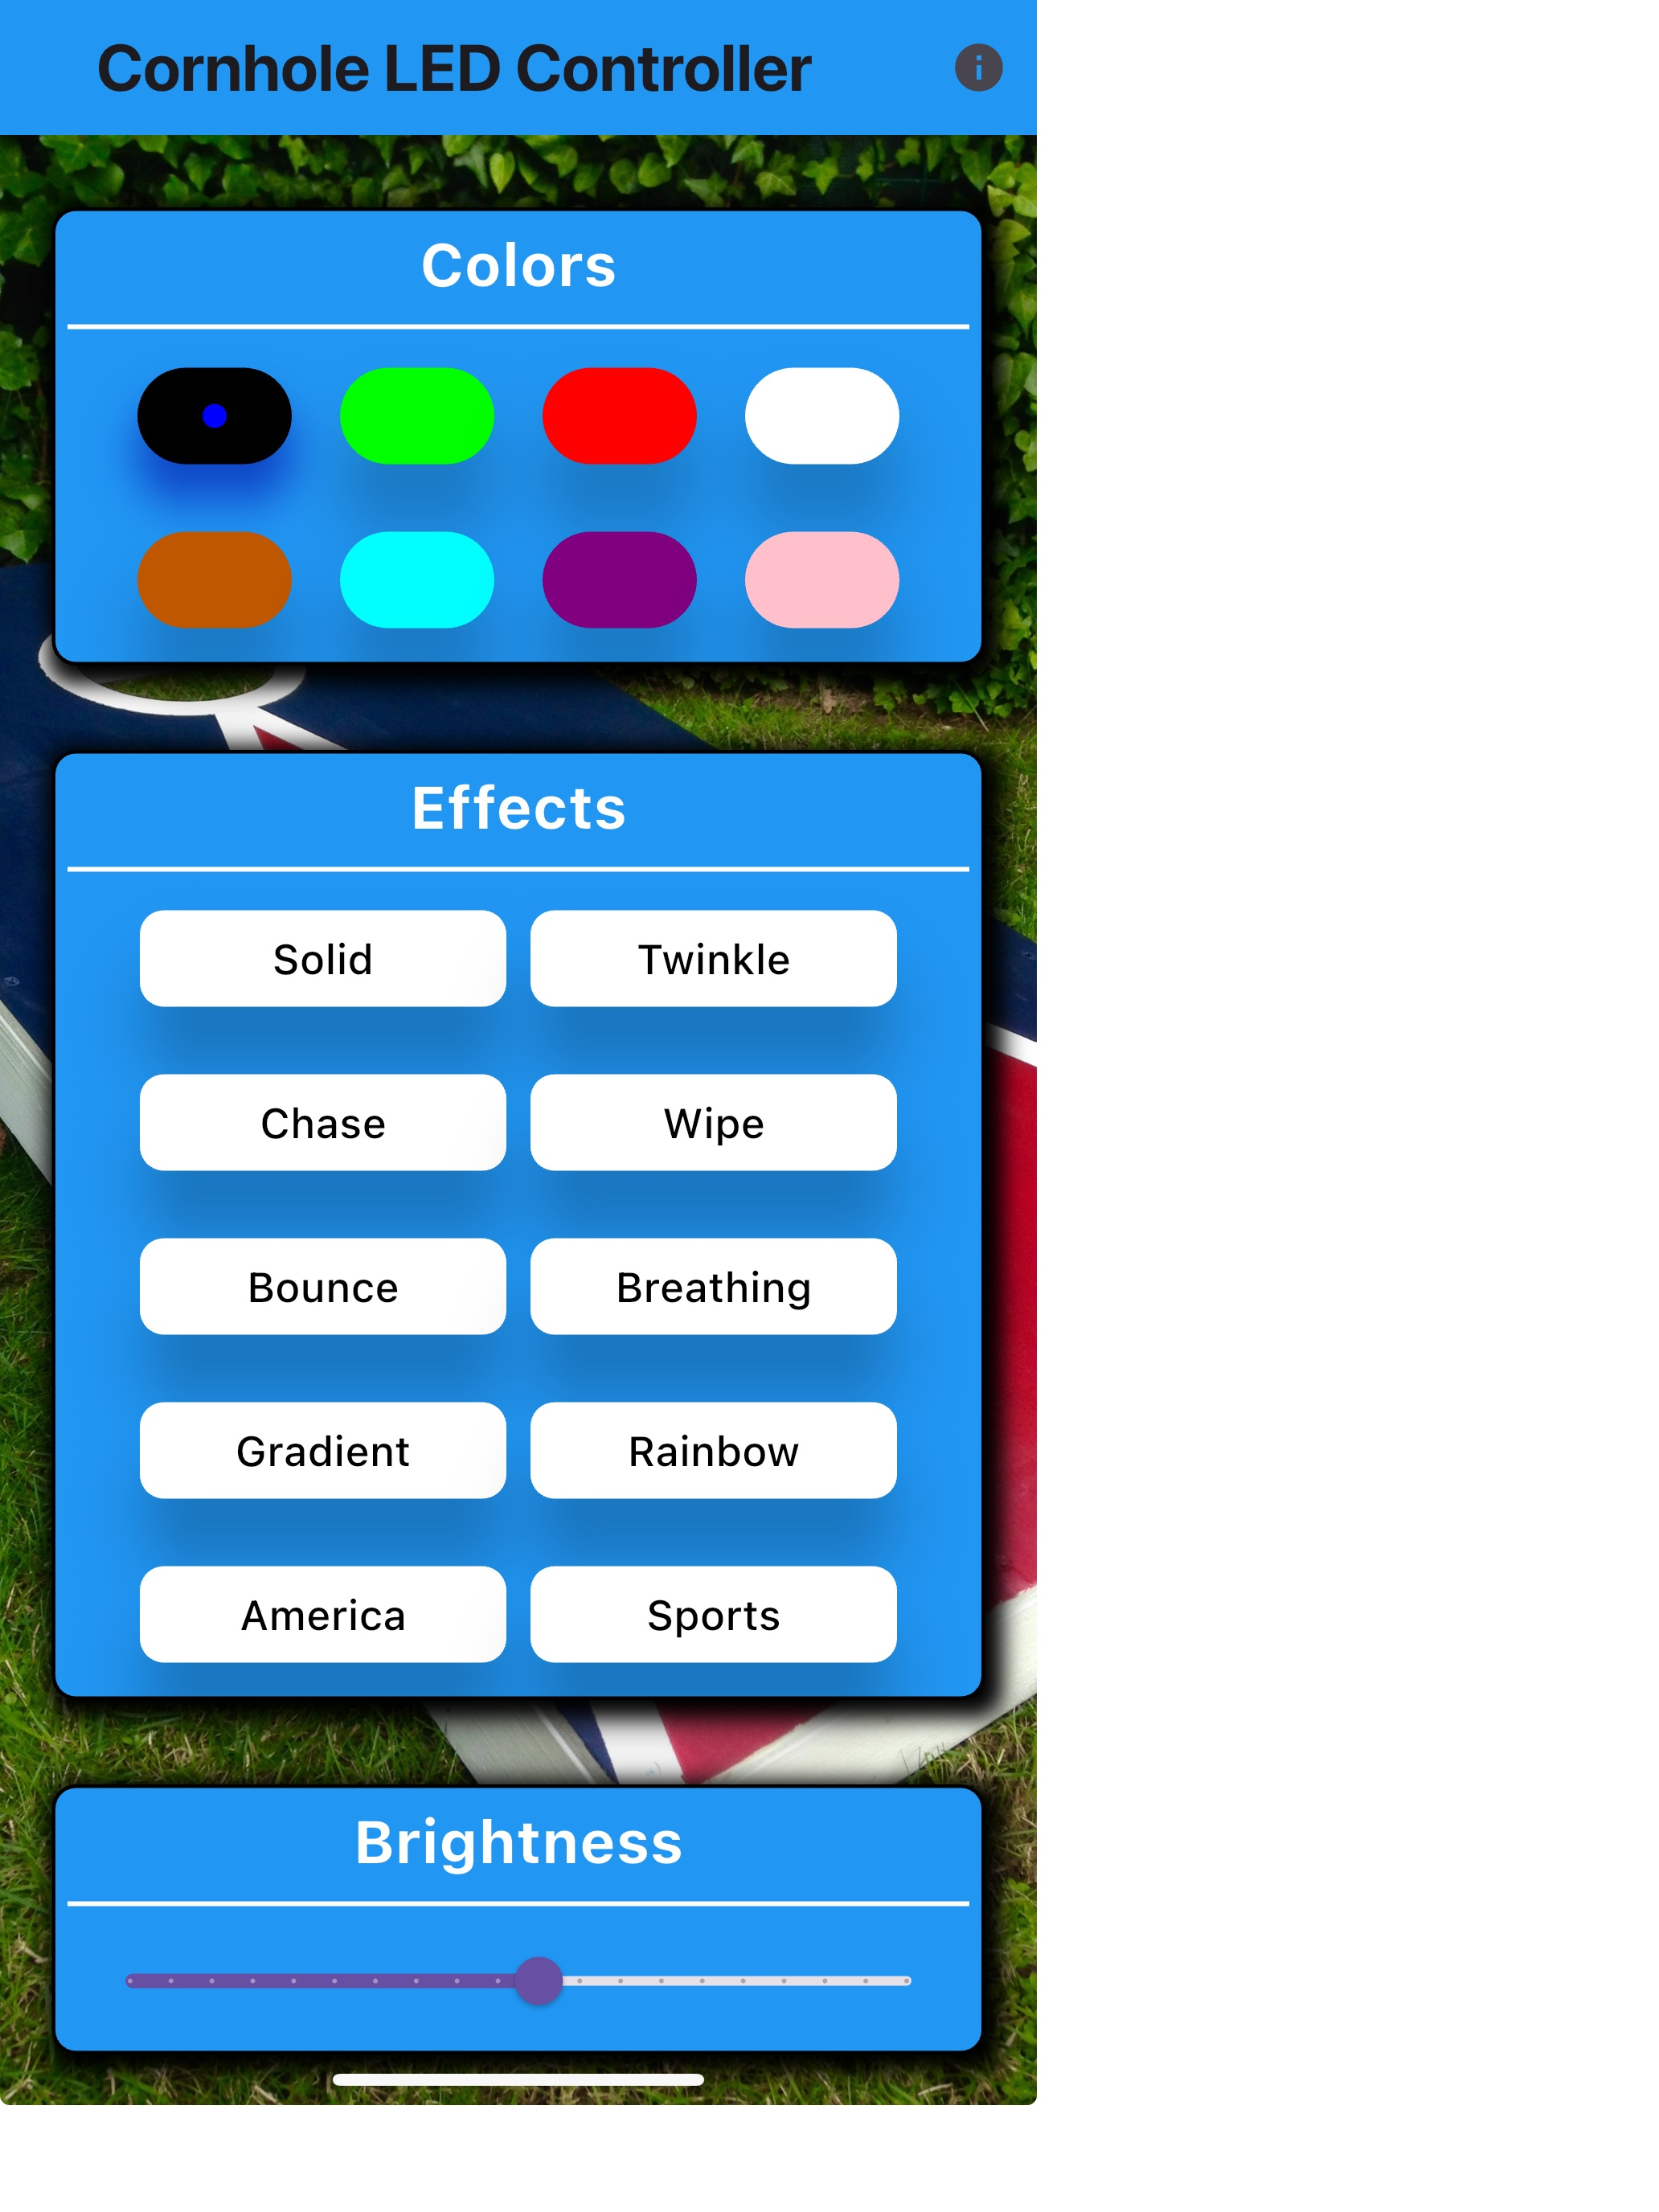 Cornhole LED Controller
Colors
Effects
Solid
Twinkle
Chase
Wipe
Bounce
Breathing
Gradient
Rainbow
America
Sports
Brightness